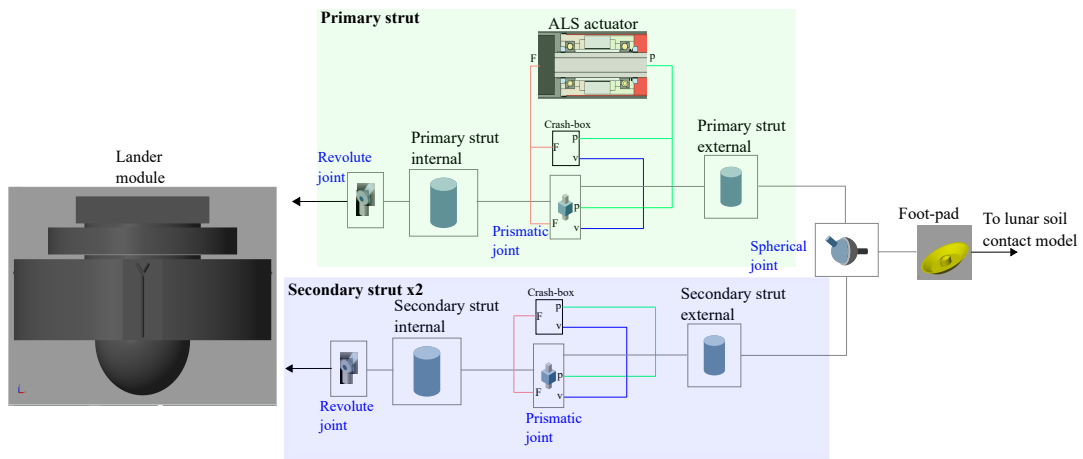 Primary strut
ALS actuator
F
p
Crash-box
p
F
v
Primary strut
internal
Primary strut
external
Revolute
joint
Lander
module
p
F
v
Prismatic
joint
Spherical
joint
Foot-pad
To lunar soil
contact model
Secondary strut x2
Crash-box
p
F
v
Secondary strut
internal
Secondary strut
external
p
F
v
Revolute
joint
Prismatic
joint